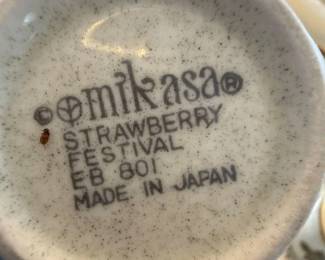 © mikasa®
STRAWBERRY
FESTIVAL
EB 801
MADE IN JAPAN